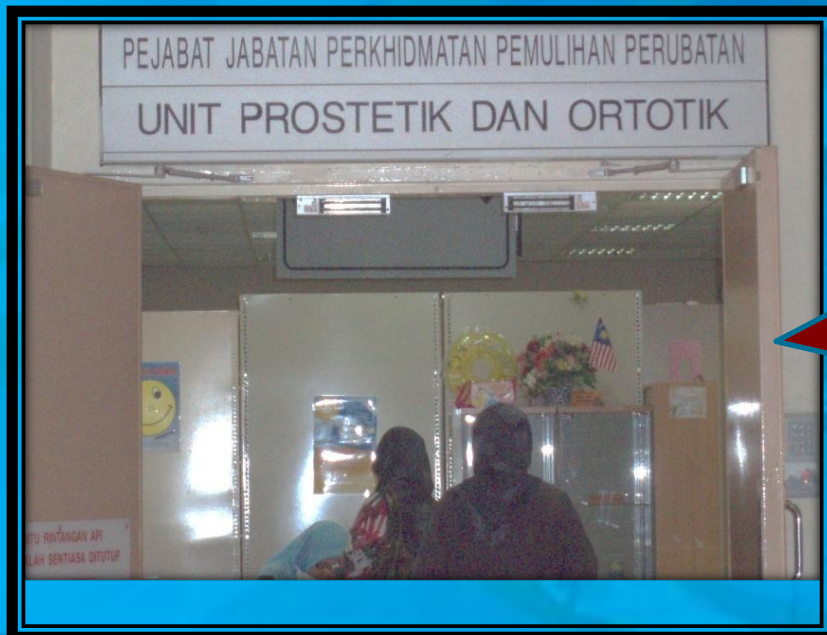 PEJABAT JABATAN PERKHIDMATAN PEMULIHAN PERUBATAN
UNIT PROSTETIK DAN ORTOTIK
TU RINTANGAN API
LAH SENTIASA DITUTUP